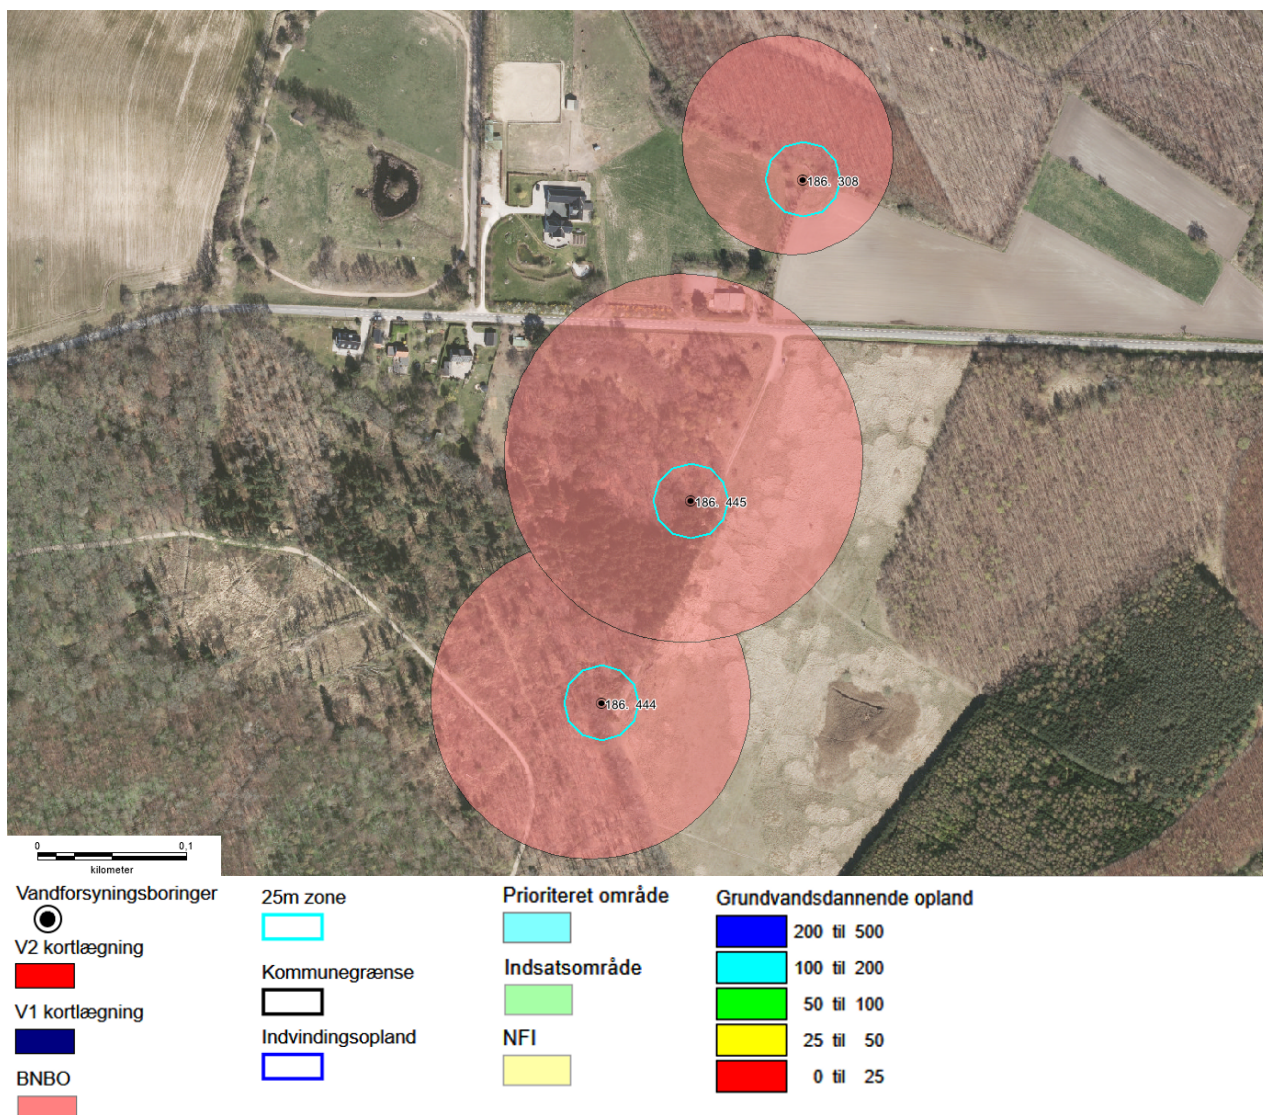 186. 308
186. 445
186. 444
0 0,1
kilometer
Vandforsyningsboringer
V2 kortlægning
V1 kortlægning
BNBO
25m zone
Kommunegrænse
Indvindingsopland
Prioriteret område
Indsatsområde
NFI
Grundvandsdannende opland
200 til 500
100 til 200
50 til 100
25 til 50
0 til 25